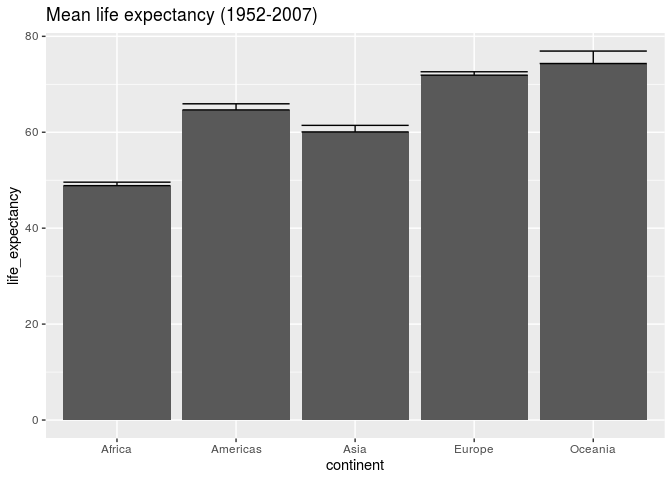 Mean life expectancy (1952-2007)
80
60
40
20
0
life_expectancy
Africa
Americas
Asia
Europe
Oceania
continent